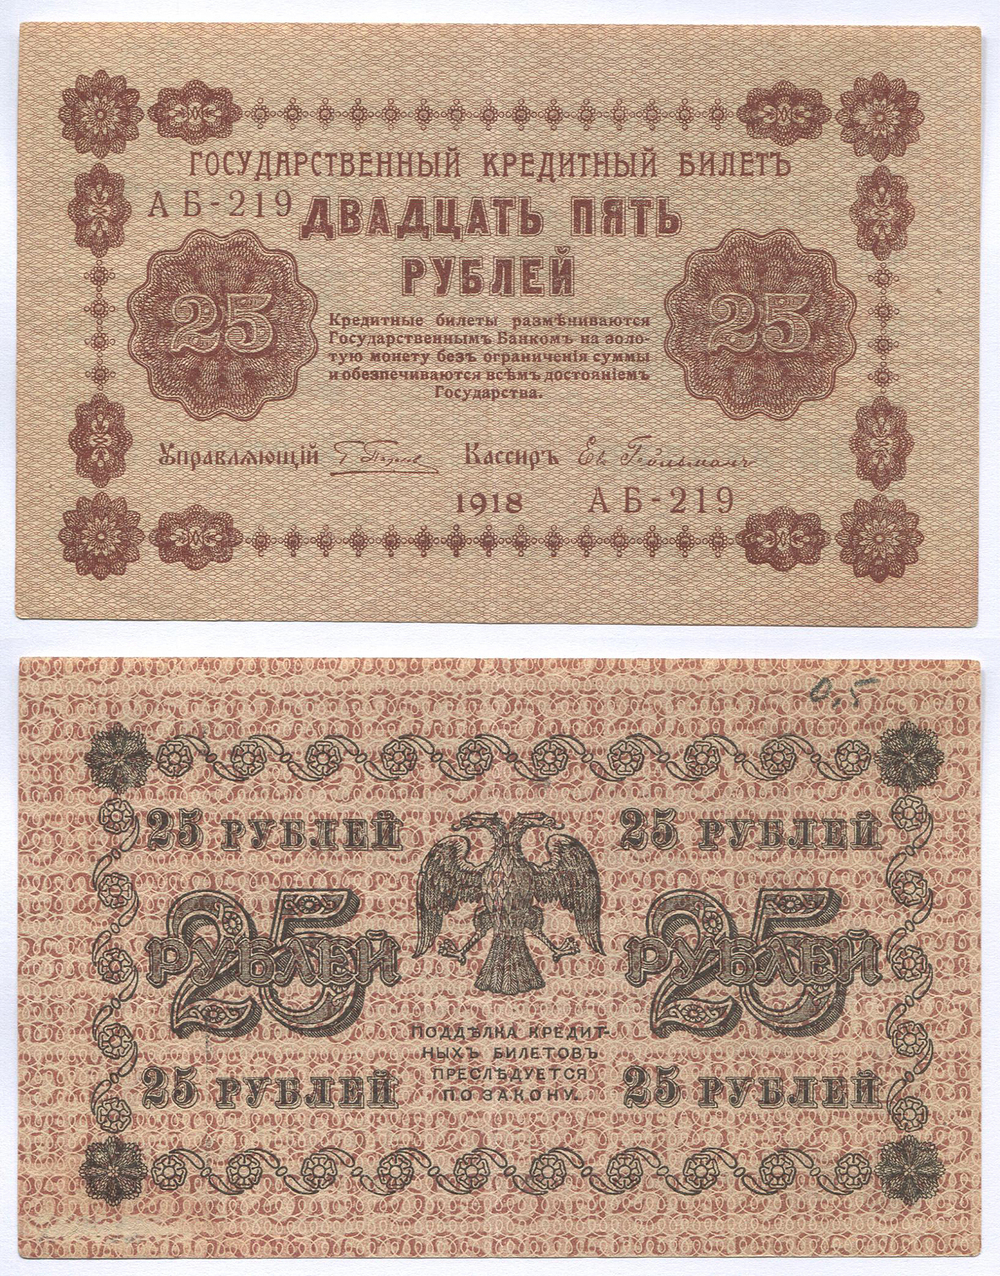 ГОСУДАРСТВЕННЫЙ КРЕДИТНЫЙ БИЛЕТЪ
АБ-219
ДВАДЦАТЬ ПЯТЬ
РУБЛЕЙ
25
25
Кредитные билеты размѣниваются
Государственнымъ Банкомъ на золо-
тую монету безъ ограниченія суммы
и обезпечиваются всѣмъ достояніемъ
Государства.
Управляющій Кассиръ
1918 АБ-219
0,5
25 РУБЛЕЙ 25 РУБЛЕЙ
25 25
РУБЛЕЙ РУБЛЕЙ
ПОДДѢЛКА КРЕДИТ-
НЫХЪ БИЛЕТОВЪ
ПРЕСЛѢДУЕТСЯ
ПО ЗАКОНУ.
25 РУБЛЕЙ 25 РУБЛЕЙ